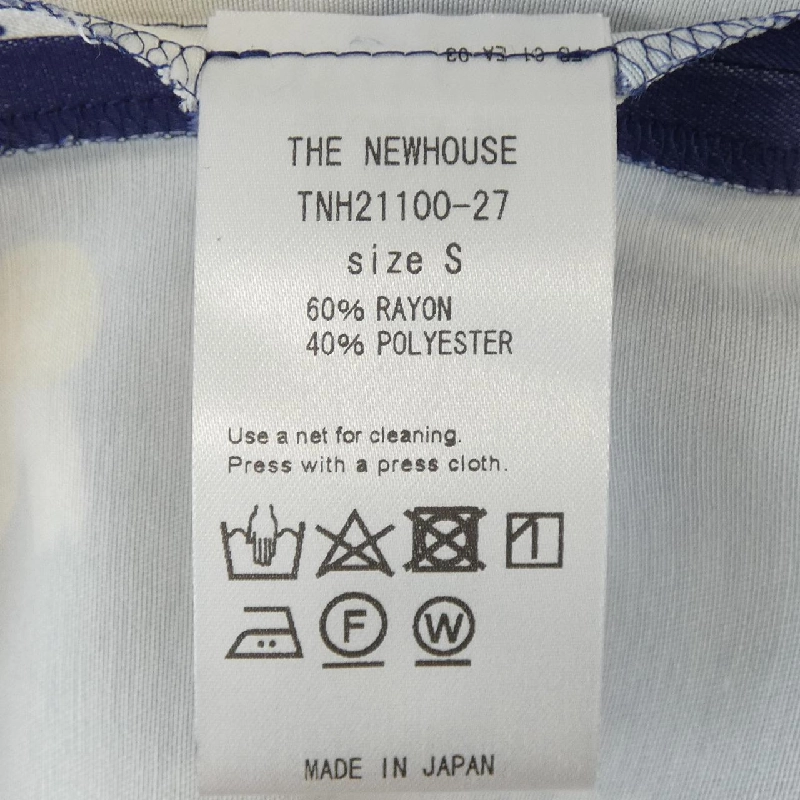 THE NEWHOUSE
TNH21100-27
size S
60% RAYON
40% POLYESTER
Use a net for cleaning.
Press with a press cloth.
F W
MADE IN JAPAN